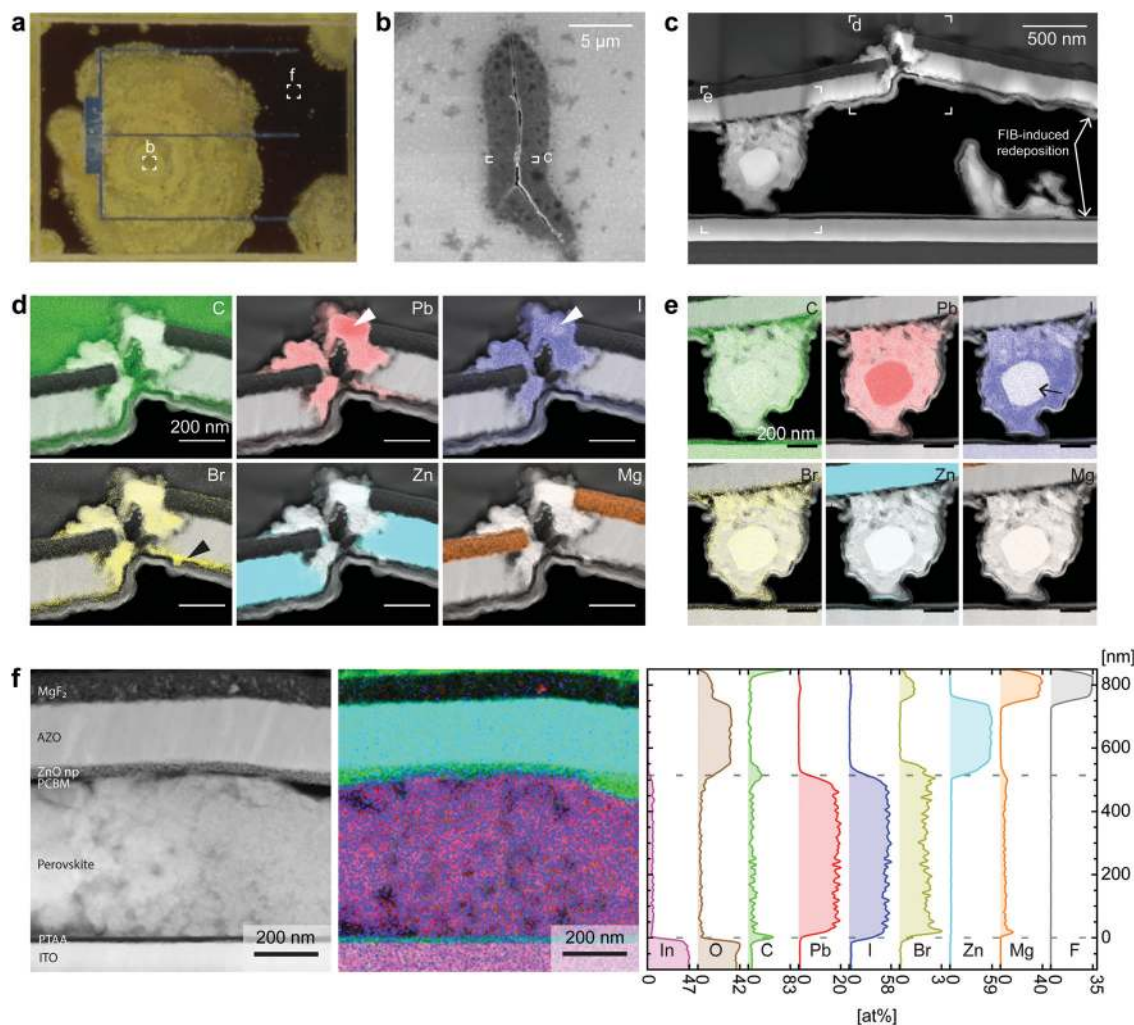 a
f
b
b
5 µm
c
c
d
500 nm
e
FIB-induced
redeposition
d
C
Pb
I
200 nm
Br
Zn
Mg
e
C
Pb
I
200 nm
Br
Zn
Mg
f
MgF₂
AZO
ZnO np
PCBM
Perovskite
PTAA
ITO
200 nm
200 nm
[nm]
800
600
400
200
0
In
O
C
Pb
I
Br
Zn
Mg
F
0
47
0
42
0
83
0
20
0
58
0
3
0
59
0
40
0
35
[at%]